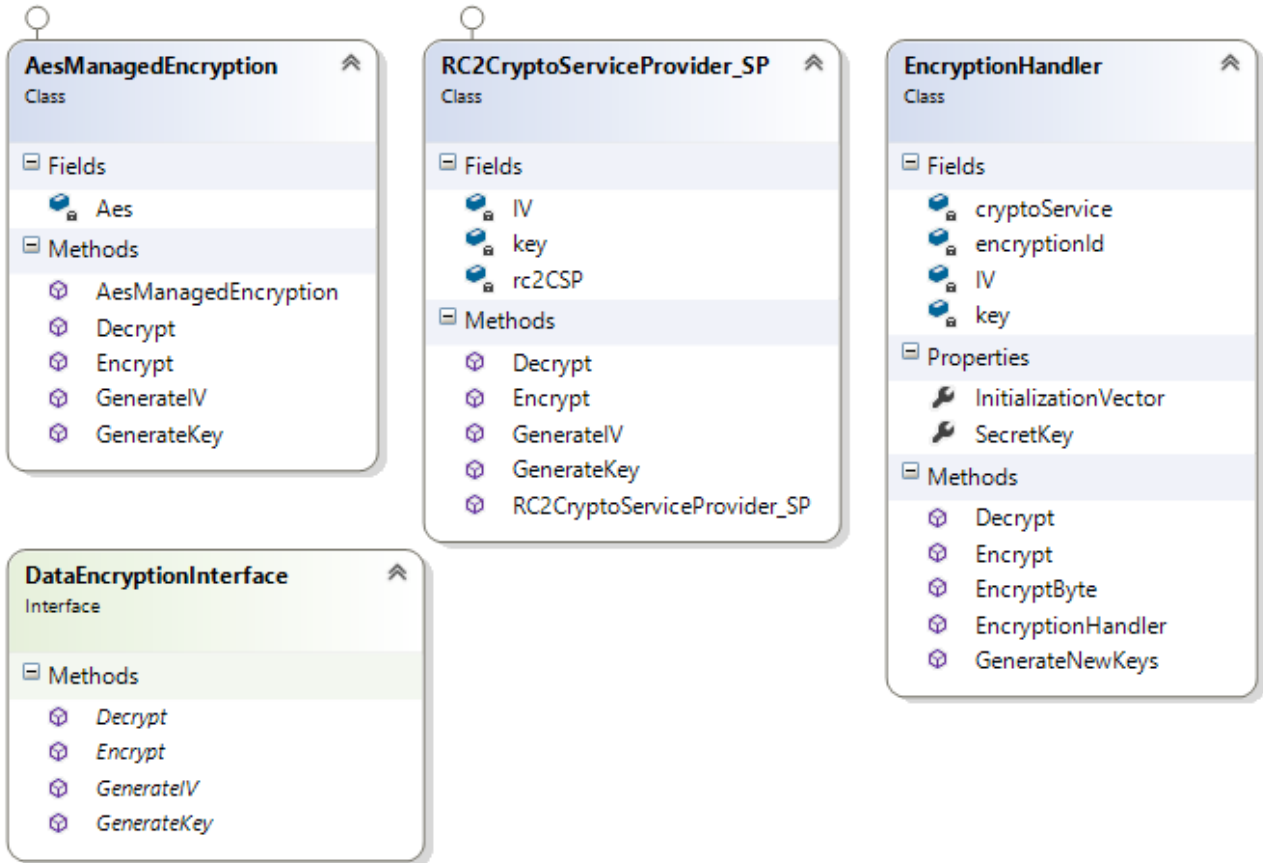 AesManagedEncryption
Class
Fields
Aes
Methods
AesManagedEncryption
Decrypt
Encrypt
GenerateIV
GenerateKey
RC2CryptoServiceProvider_SP
Class
Fields
IV
key
rc2CSP
Methods
Decrypt
Encrypt
GenerateIV
GenerateKey
RC2CryptoServiceProvider_SP
EncryptionHandler
Class
Fields
cryptoService
encryptionId
IV
key
Properties
InitializationVector
SecretKey
Methods
Decrypt
Encrypt
EncryptByte
EncryptionHandler
GenerateNewKeys
DataEncryptionInterface
Interface
Methods
Decrypt
Encrypt
GenerateIV
GenerateKey